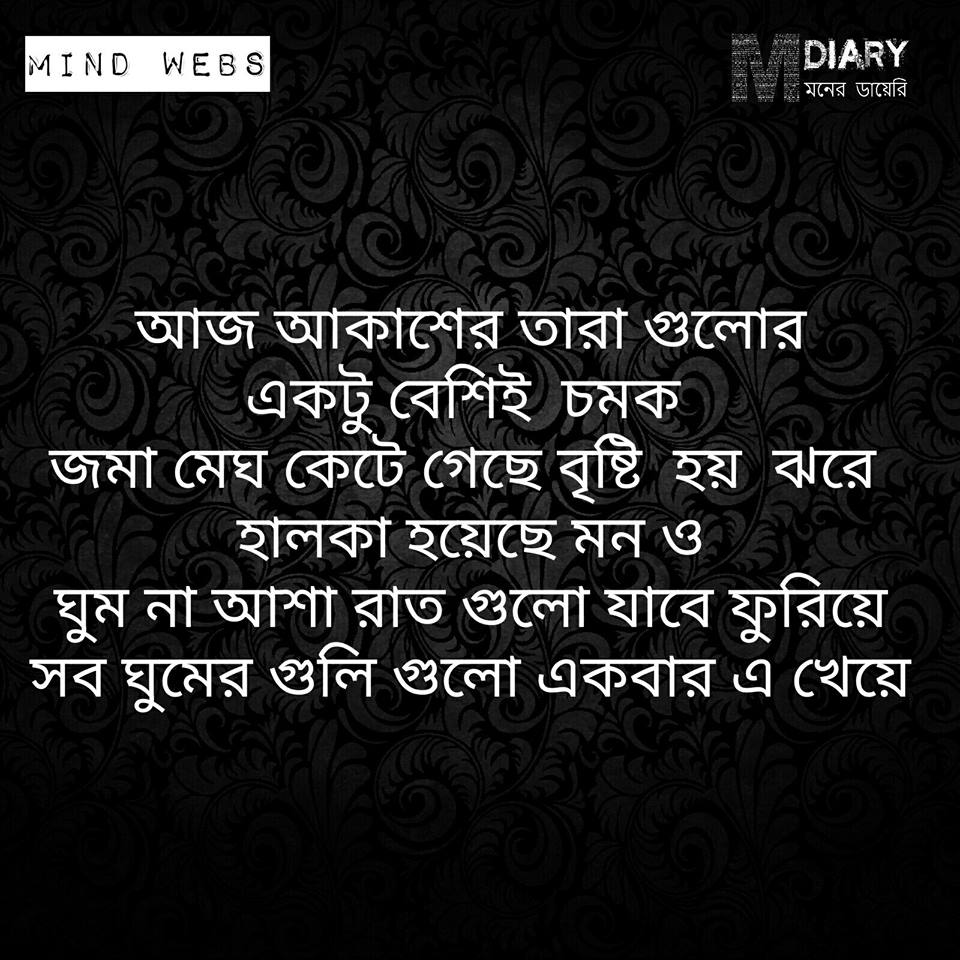 MIND WEBS
M DIARY
মনের ডায়েরি
আজ আকাশের তারা গুলোর
একটু বেশিই চমক
জমা মেঘ কেটে গেছে বৃষ্টি হয় ঝরে
হালকা হয়েছে মন ও
ঘুম না আশা রাত গুলো যাবে ফুরিয়ে
সব ঘুমের গুলি গুলো একবার এ খেয়ে